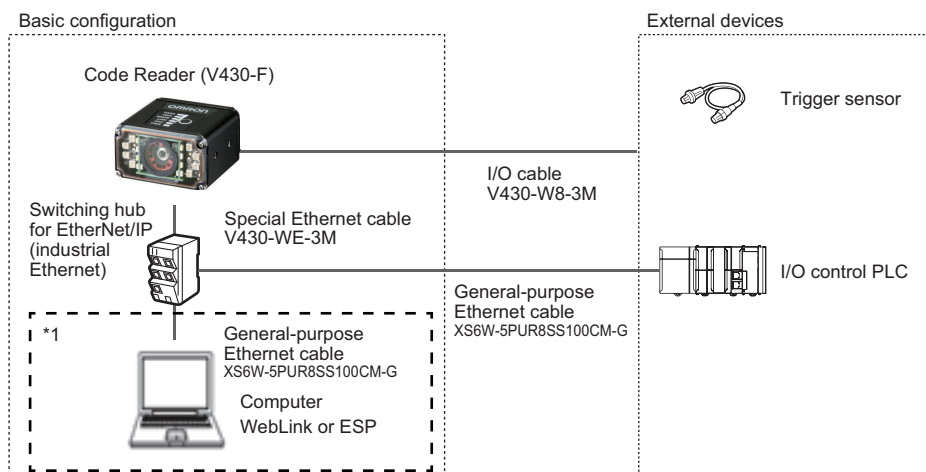 Basic configuration
External devices
Code Reader (V430-F)
omron
Trigger sensor
I/O cable
V430-W8-3M
Switching hub
for EtherNet/IP
(industrial
Ethernet)
Special Ethernet cable
V430-WE-3M
I/O control PLC
General-purpose
Ethernet cable
XS6W-5PUR8SS100CM-G
*1
General-purpose
Ethernet cable
XS6W-5PUR8SS100CM-G
Computer
WebLink or ESP